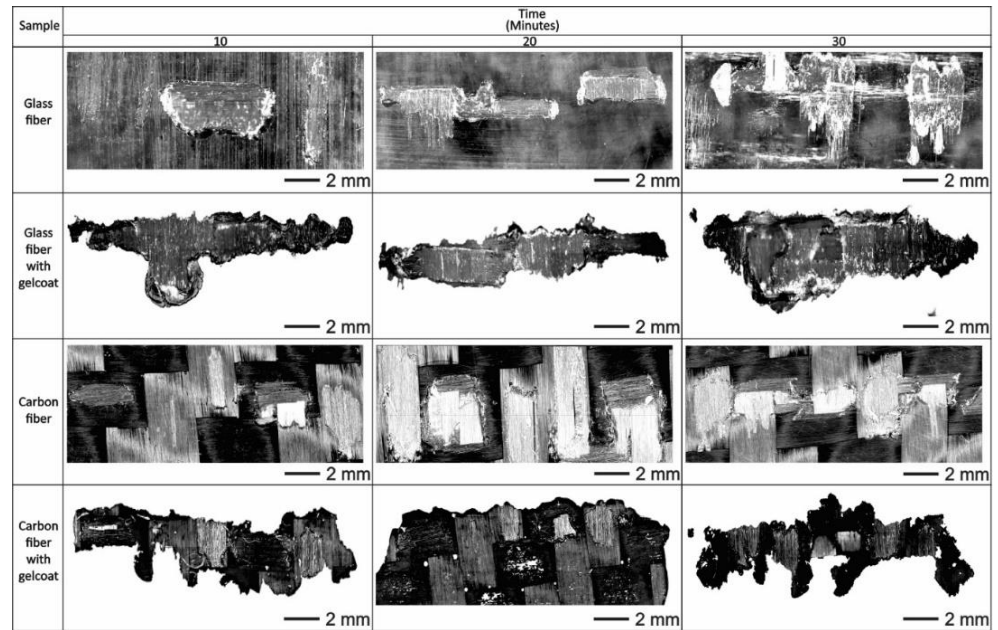 Sample
Time
(Minutes)
10
20
30
Glass
fiber
2 mm
2 mm
2 mm
Glass
fiber
with
gelcoat
2 mm
2 mm
2 mm
Carbon
fiber
2 mm
2 mm
2 mm
Carbon
fiber
with
gelcoat
2 mm
2 mm
2 mm